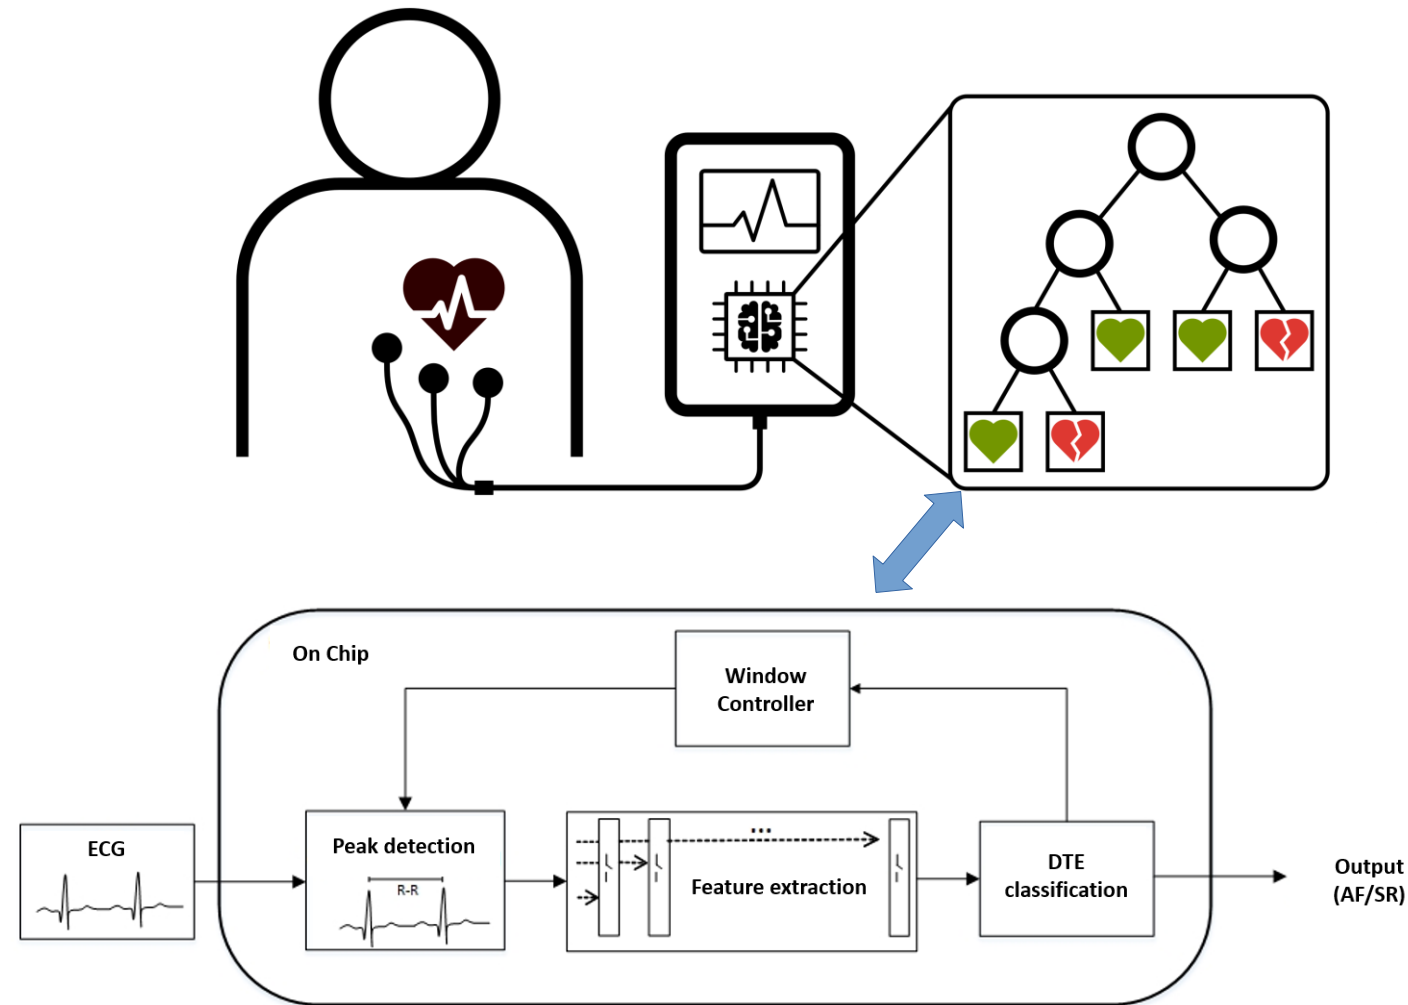 On Chip
Window
Controller
ECG
Peak detection
R-R
...
Feature extraction
DTE
classification
Output
(AF/SR)